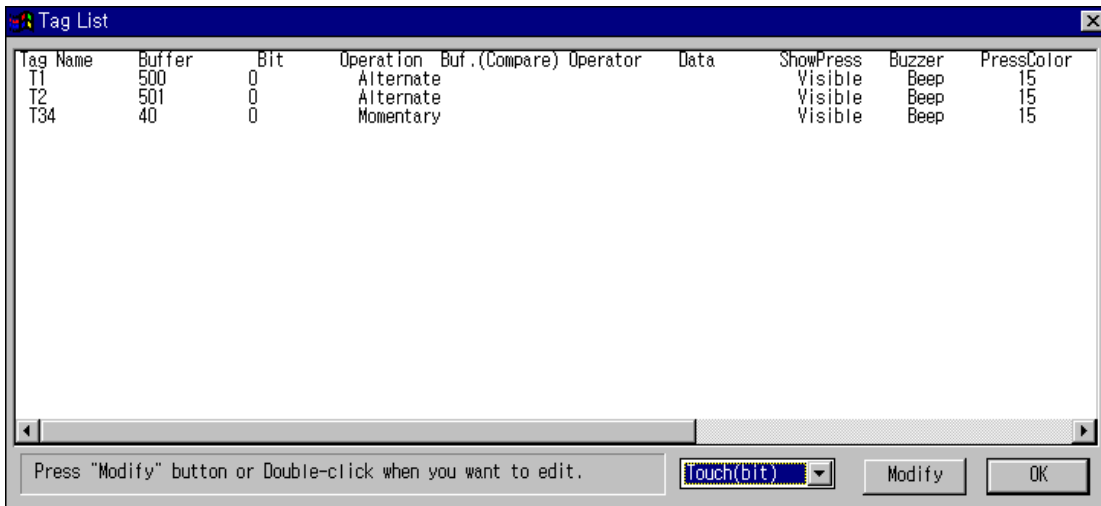 Tag List
Tag Name Buffer Bit Operation Buf.(Compare) Operator Data ShowPress Buzzer PressColor
T1 500 0 Alternate Visible Beep 15
T2 501 0 Alternate Visible Beep 15
T34 40 0 Momentary Visible Beep 15
Press "Modify" button or Double-click when you want to edit. Touch(bit) Modify OK